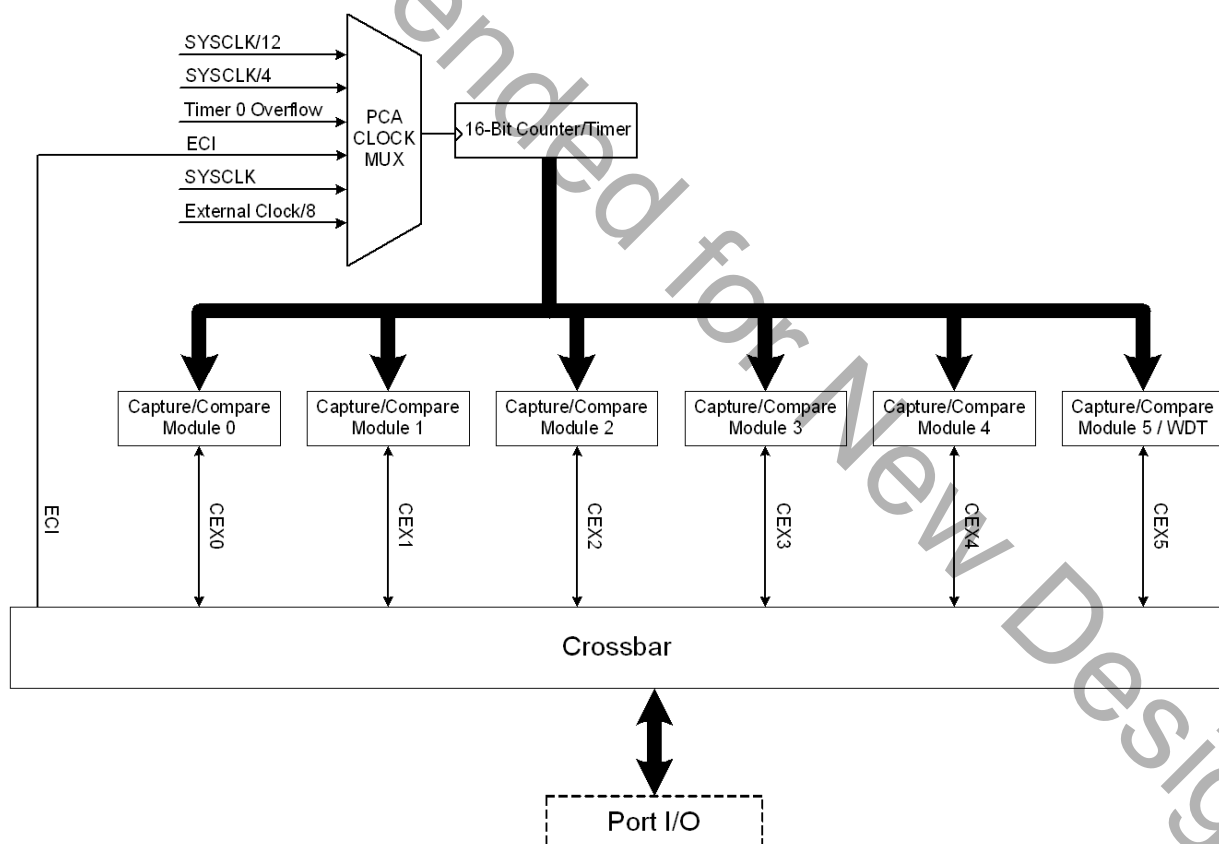 SYSCLK/12
SYSCLK/4
Timer 0 Overflow
ECI
SYSCLK
External Clock/8
PCA
CLOCK
MUX
16-Bit Counter/Timer
Capture/Compare
Module 0
Capture/Compare
Module 1
Capture/Compare
Module 2
Capture/Compare
Module 3
Capture/Compare
Module 4
Capture/Compare
Module 5 / WDT
ECI
CEX0
CEX1
CEX2
CEX3
CEX4
CEX5
Crossbar
Port I/O
for New